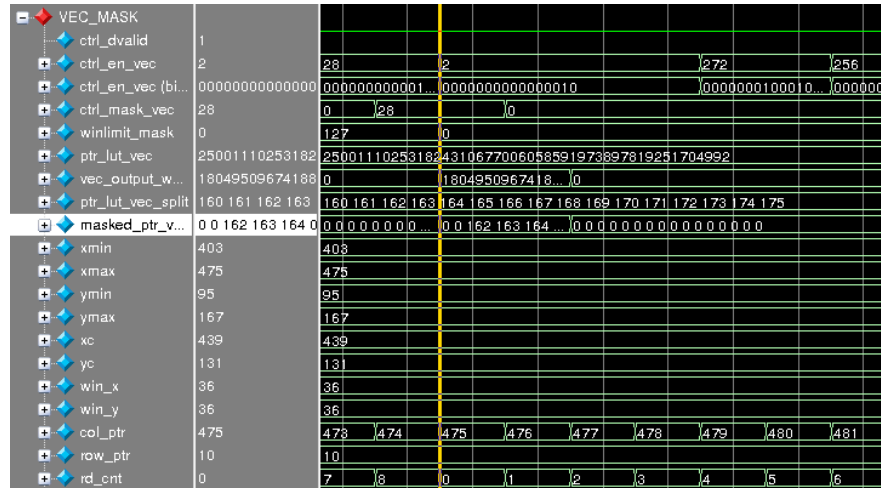 VEC_MASK
ctrl_dvalid 1
ctrl_en_vec 2 28 2 272 256
ctrl_en_vec (bi... 00000000000000 000000000001... 0000000000000010 00000001 00010... 000000
ctrl_mask_vec 28 0 28 0
winlimit_mask 0 127 0
ptr_lut_vec 25001110253182 25001110253182431067700605859197389781925170 4992
vec_output_w... 18049509674188 0 1804950967418... 0
ptr_lut_vec_split 160 161 162 163 160 161 162 163 164 165 166 167 168 169 170 171 172 173 174 175
masked_ptr_v... 0 0 162 163 164 0 0 0 0 0 0 0 0 ... 0 0 162 163 164 ... 0 0 0 0 0 0 0 0 0 0 0 0 0 0 0 0
xmin 403 403
xmax 475 475
ymin 95 95
ymax 167 167
xc 439 439
yc 131 131
win_x 36 36
win_y 36 36
col_ptr 475 473 474 475 476 477 478 479 480 481
row_ptr 10 10
rd_cnt 0 7 8 0 1 2 3 4 5 6